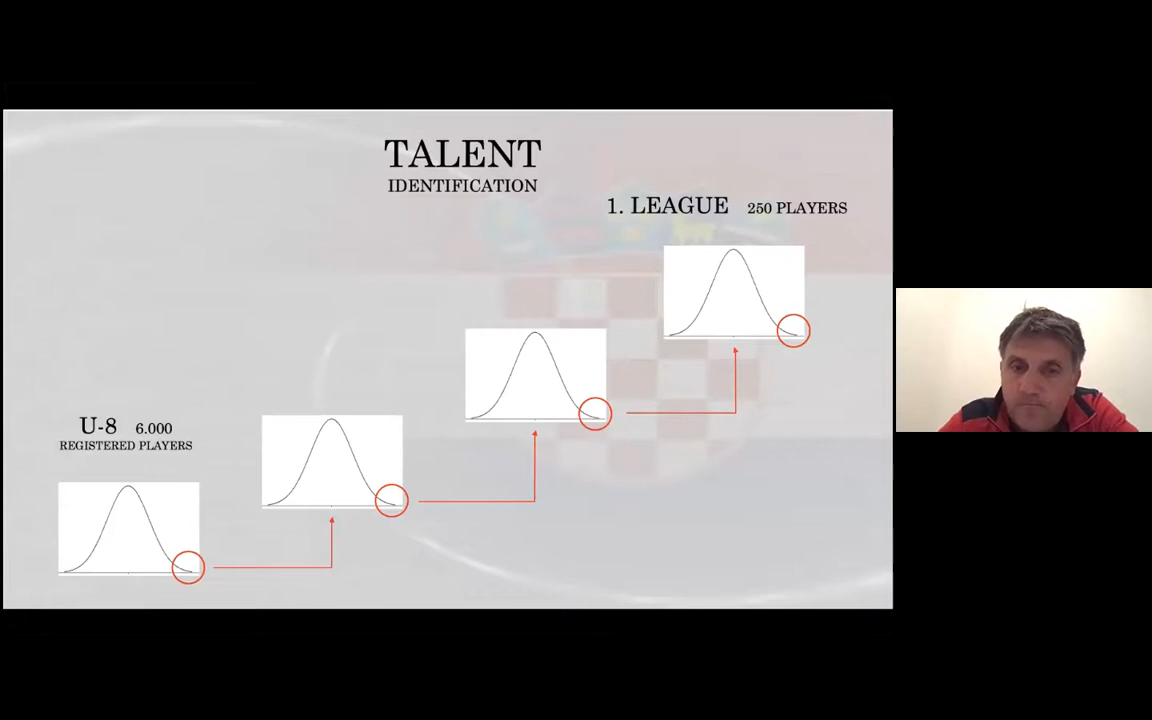 TALENT
IDENTIFICATION
1. LEAGUE 250 PLAYERS
U-8 6.000
REGISTERED PLAYERS